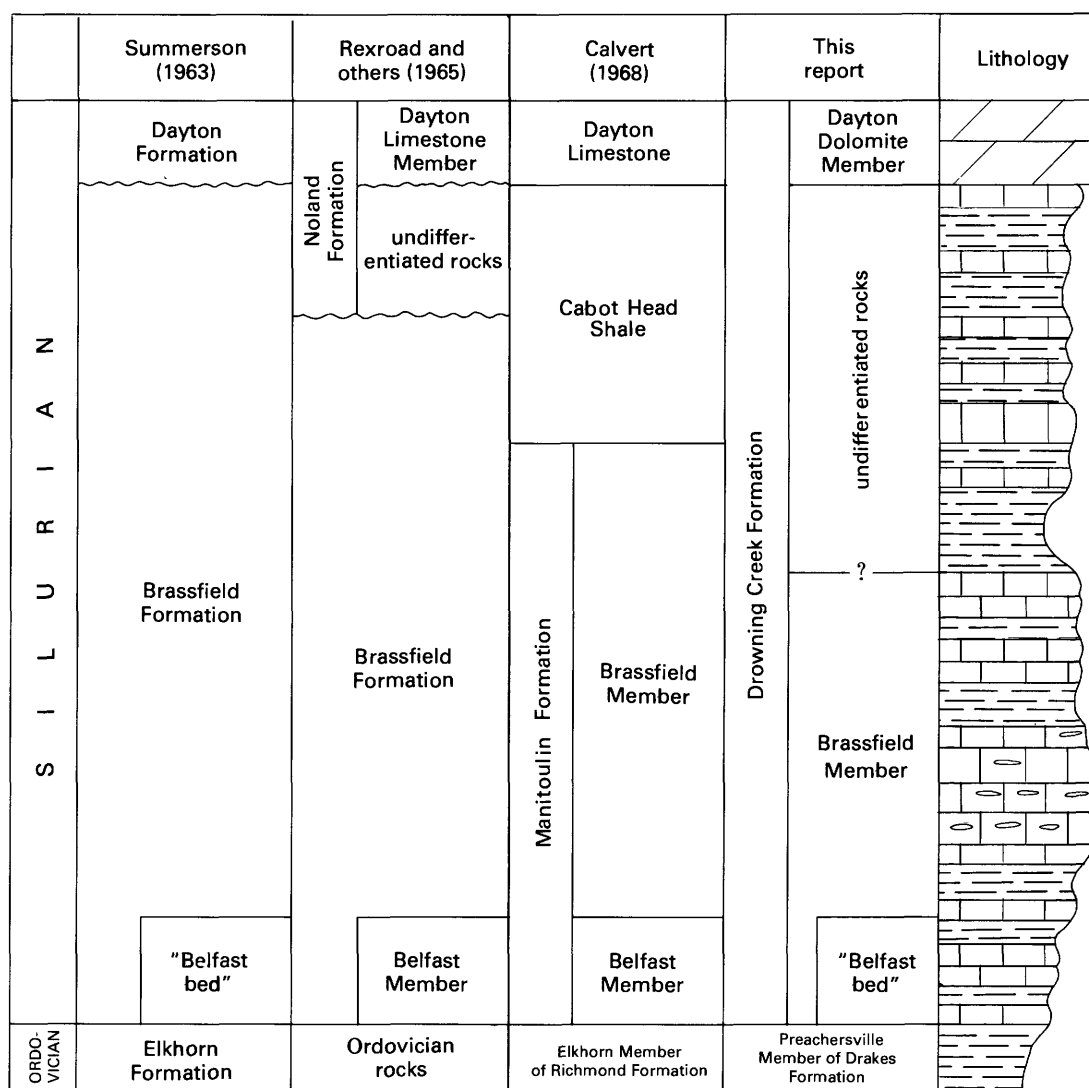 Summerson
(1963)
Rexroad and
others (1965)
Calvert
(1968)
This
report
Lithology
SILURIAN
ORDO-
VICIAN
Dayton
Formation
Brassfield
Formation
"Belfast
bed"
Elkhorn
Formation
Noland
Formation
Dayton
Limestone
Member
undiffer-
entiated rocks
Brassfield
Formation
Belfast
Member
Ordovician
rocks
Dayton
Limestone
Cabot Head
Shale
Manitoulin Formation
Brassfield
Member
Belfast
Member
Elkhorn Member
of Richmond Formation
Drowning Creek Formation
Dayton
Dolomite
Member
undifferentiated rocks
?
Brassfield
Member
"Belfast
bed"
Preachersville
Member of Drakes
Formation